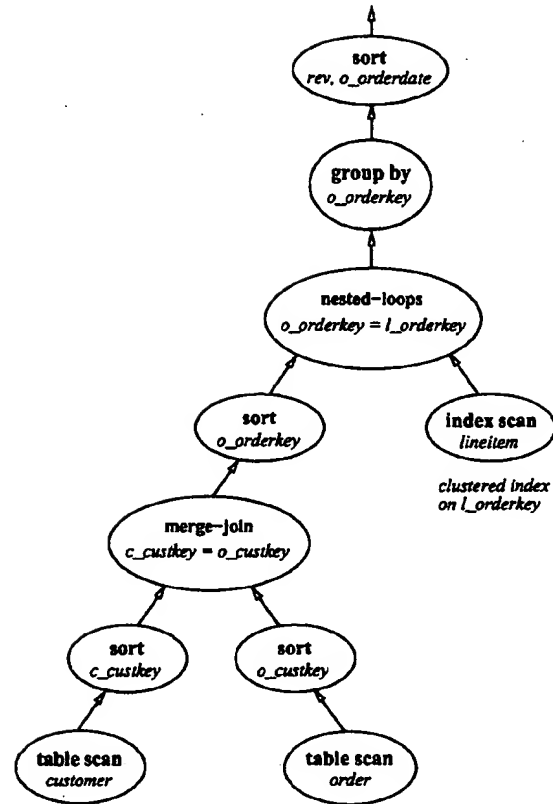 sort
rev, o_orderdate
group by
o_orderkey
nested-loops
o_orderkey = l_orderkey
sort
o_orderkey
index scan
lineitem
clustered index
on l_orderkey
merge-join
c_custkey = o_custkey
sort
c_custkey
sort
o_custkey
table scan
customer
table scan
order